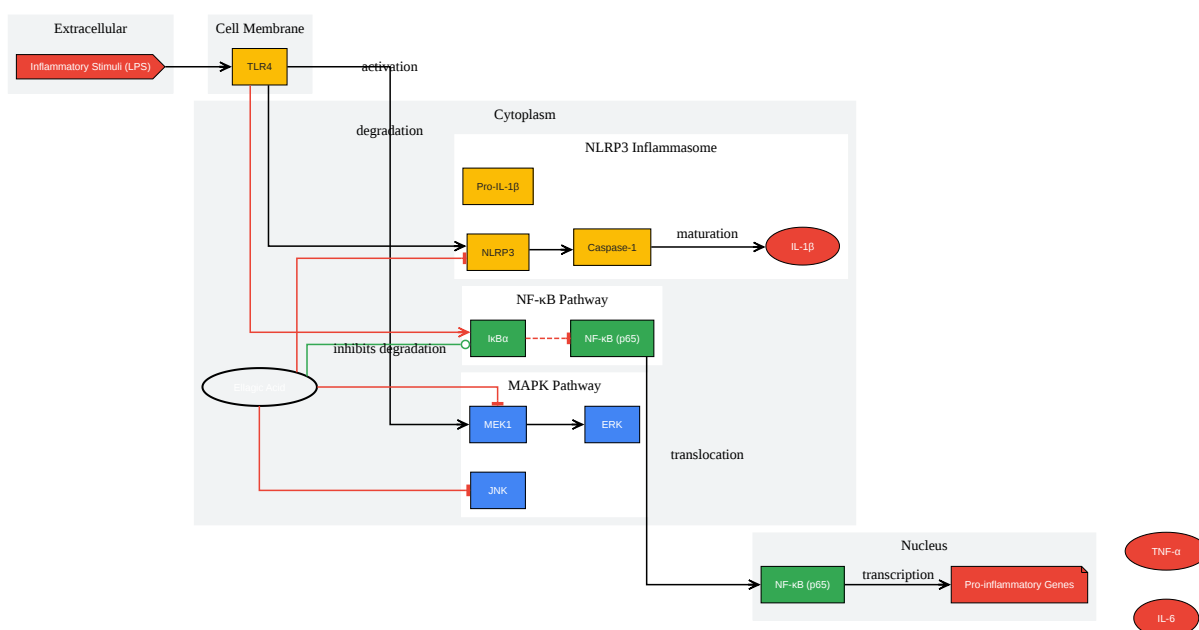 Extracellular
Cell Membrane
Inflammatory Stimuli (LPS)
TLR4
activation
Cytoplasm
degradation
NLRP3 Inflammasome
Pro-IL-1β
maturation
NLRP3
Caspase-1
IL-1β
NF-κB Pathway
IκBα
NF-κB (p65)
inhibits degradation
Ellagic Acid
MAPK Pathway
MEK1
ERK
translocation
JNK
Nucleus
TNF-α
transcription
NF-κB (p65)
Pro-inflammatory Genes
IL-6